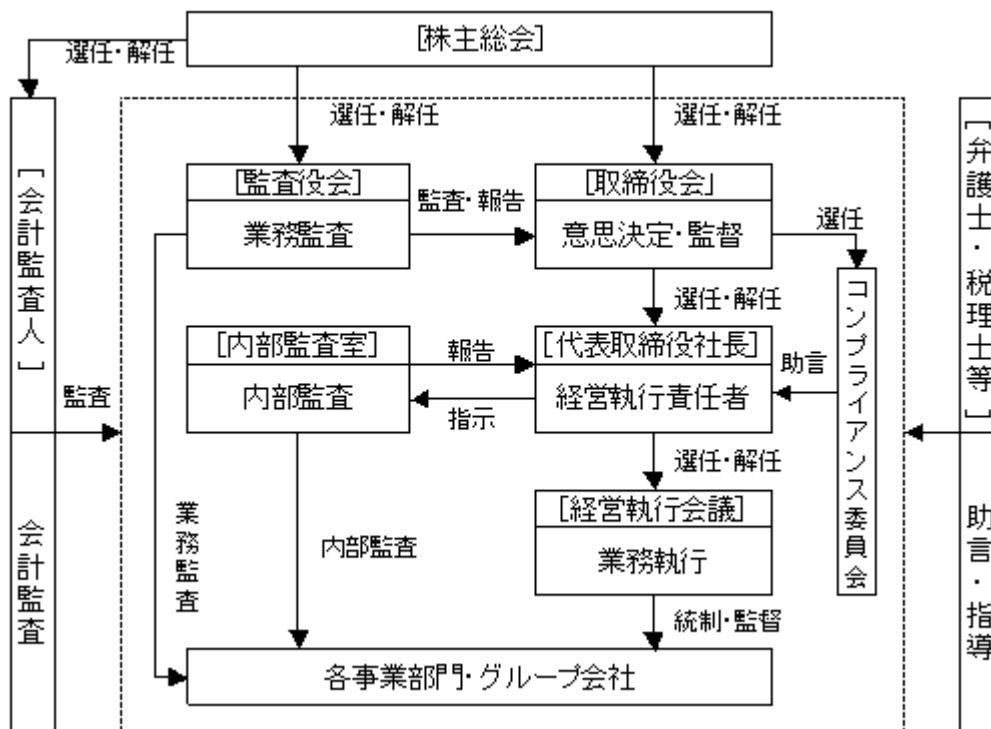 [株主総会]
選任・解任
選任・解任
選任・解任
[監査役会]
業務監査
監査・報告
[取締役会」
意思決定・監督
選任
選任・解任
[会計監査人]
会計監査
監査
[内部監査室]
内部監査
報告
指示
[代表取締役社長]
経営執行責任者
助言
コンプライアンス委員会
選任・解任
[経営執行会議]
業務執行
業務監査
内部監査
統制・監督
各事業部門・グループ会社
[弁護士・税理士等]
助言・指導